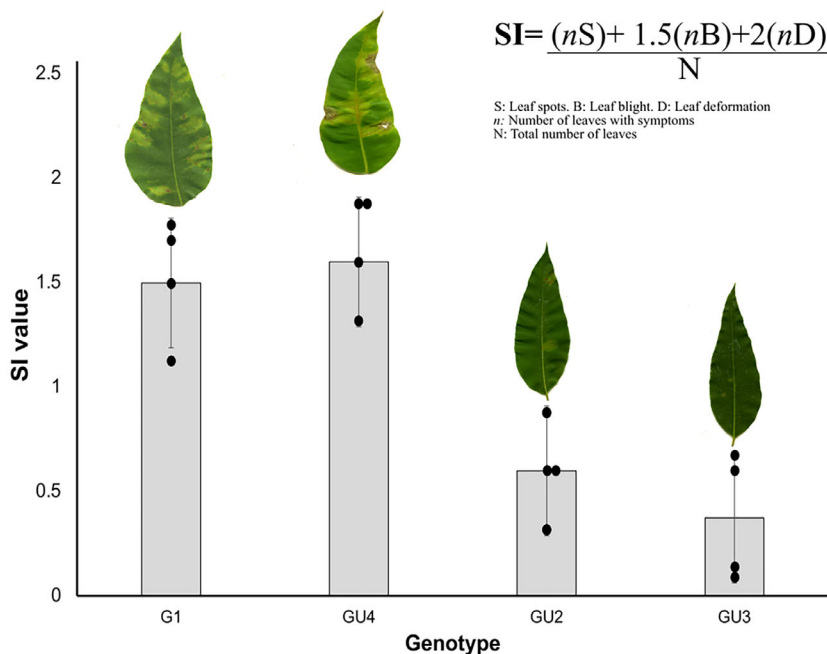 SI= (nS)+ 1.5(nB)+2(nD)
N
S: Leaf spots. B: Leaf blight. D: Leaf deformation
n: Number of leaves with symptoms
N: Total number of leaves
2.5
2
1.5
1
0.5
0
SI value
G1 GU4 GU2 GU3
Genotype